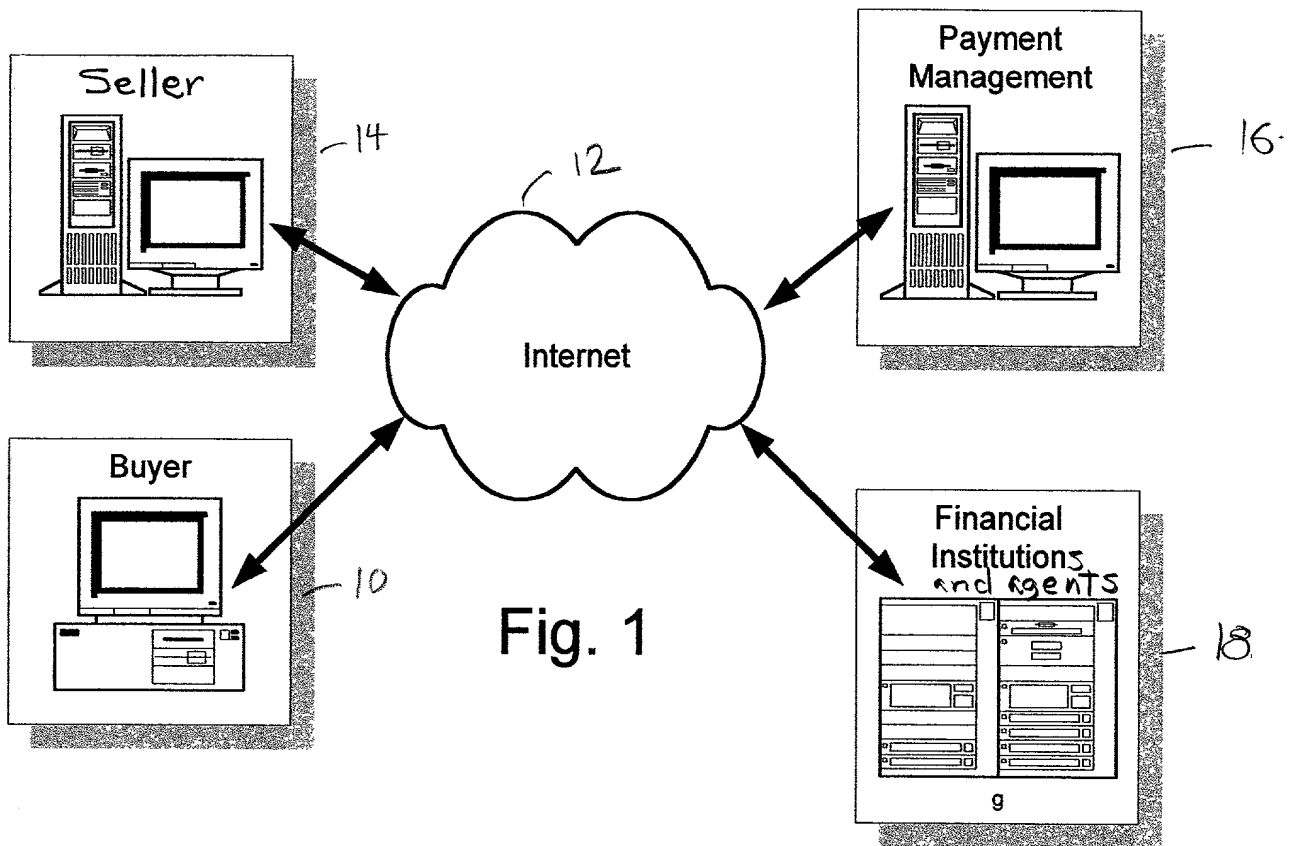 Seller
14
Payment
Management
16.
12
Internet
Buyer
10
Financial
Institutions
and agents
18.
g
Fig. 1